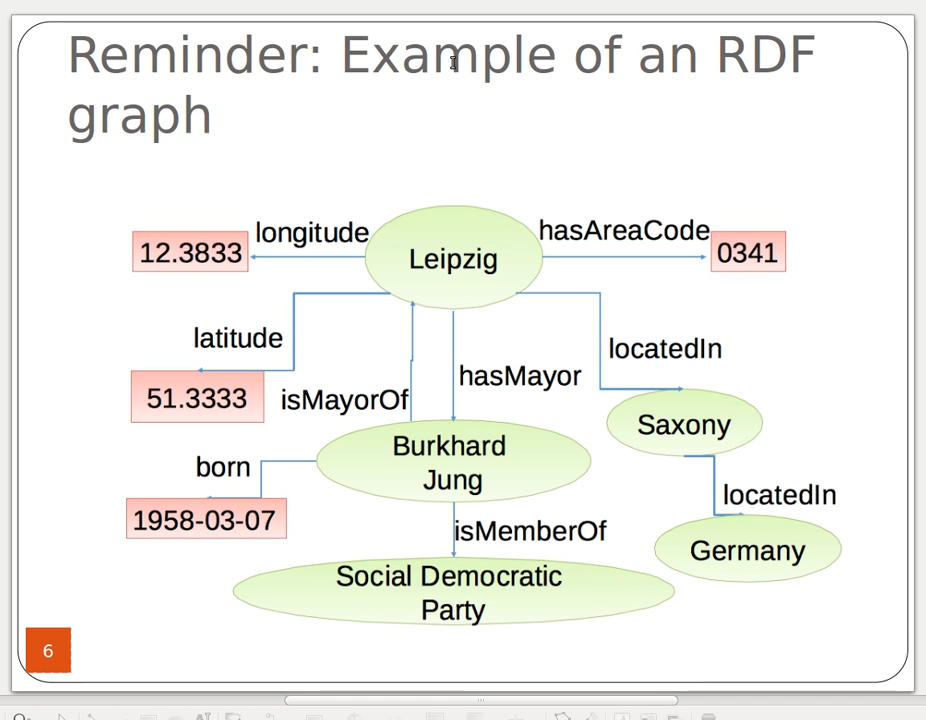 Reminder: Example of an RDF
graph
longitude
Leipzig
hasAreaCode
12.3833
0341
latitude
locatedIn
hasMayor
51.3333
isMayorOf
Saxony
Burkhard
Jung
born
locatedIn
1958-03-07
isMemberOf
Germany
Social Democratic
Party
6